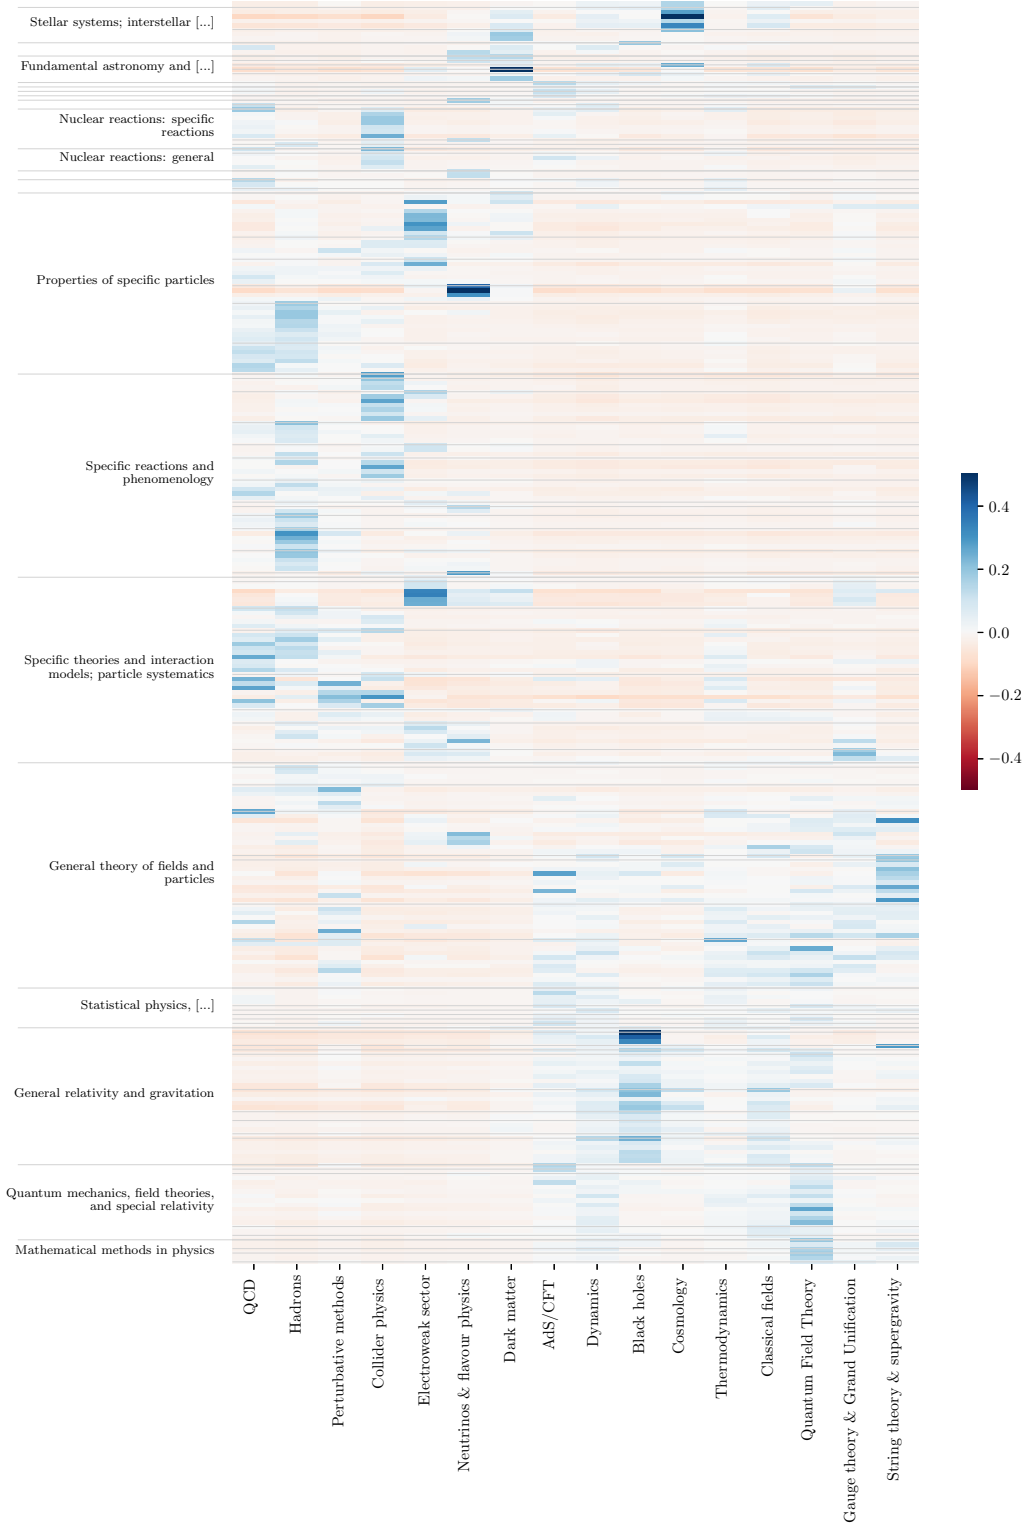 Stellar systems; interstellar [...]
Fundamental astronomy and [...]
Nuclear reactions: specific
reactions
Nuclear reactions: general
Properties of specific particles
Specific reactions and
phenomenology
Specific theories and interaction
models; particle systematics
General theory of fields and
particles
Statistical physics, [...]
General relativity and gravitation
Quantum mechanics, field theories,
and special relativity
Mathematical methods in physics
0.4
0.2
0.0
−0.2
−0.4
QCD
Hadrons
Perturbative methods
Collider physics
Electroweak sector
Neutrinos & flavour physics
Dark matter
AdS/CFT
Dynamics
Black holes
Cosmology
Thermodynamics
Classical fields
Quantum Field Theory
Gauge theory & Grand Unification
String theory & supergravity